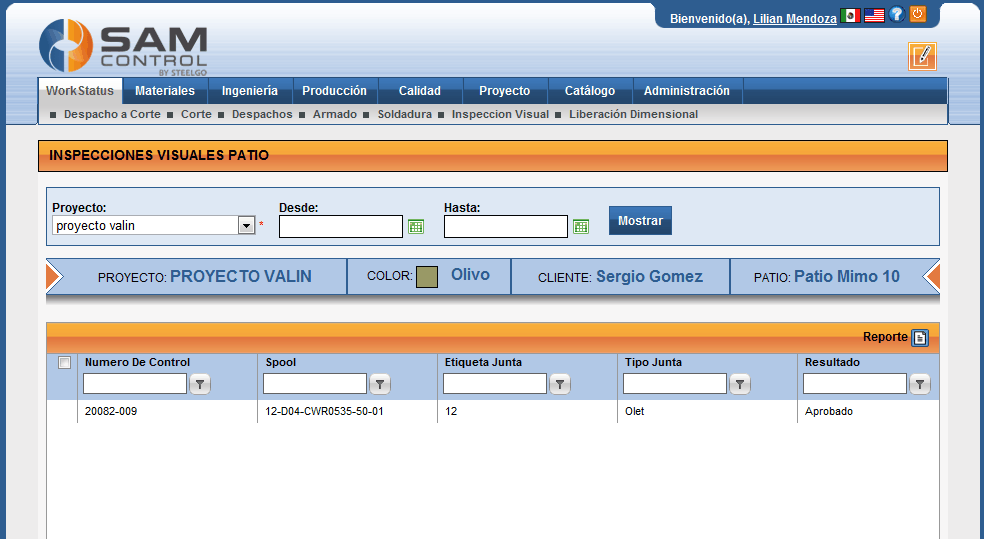 Bienvenido(a), Lilian Mendoza
SAM
CONTROL
BY STEELGO
WorkStatus Materiales Ingeniería Producción Calidad Proyecto Catálogo Administración
Despacho a Corte Corte Despachos Armado Soldadura Inspeccion Visual Liberación Dimensional
INSPECCIONES VISUALES PATIO
Proyecto: Desde: Hasta:
proyecto valin * Mostrar
PROYECTO: PROYECTO VALIN COLOR: Olivo CLIENTE: Sergio Gomez PATIO: Patio Mimo 10
Reporte
Numero De Control Spool Etiqueta Junta Tipo Junta Resultado
20082-009 12-D04-CWR0535-50-01 12 Olet Aprobado